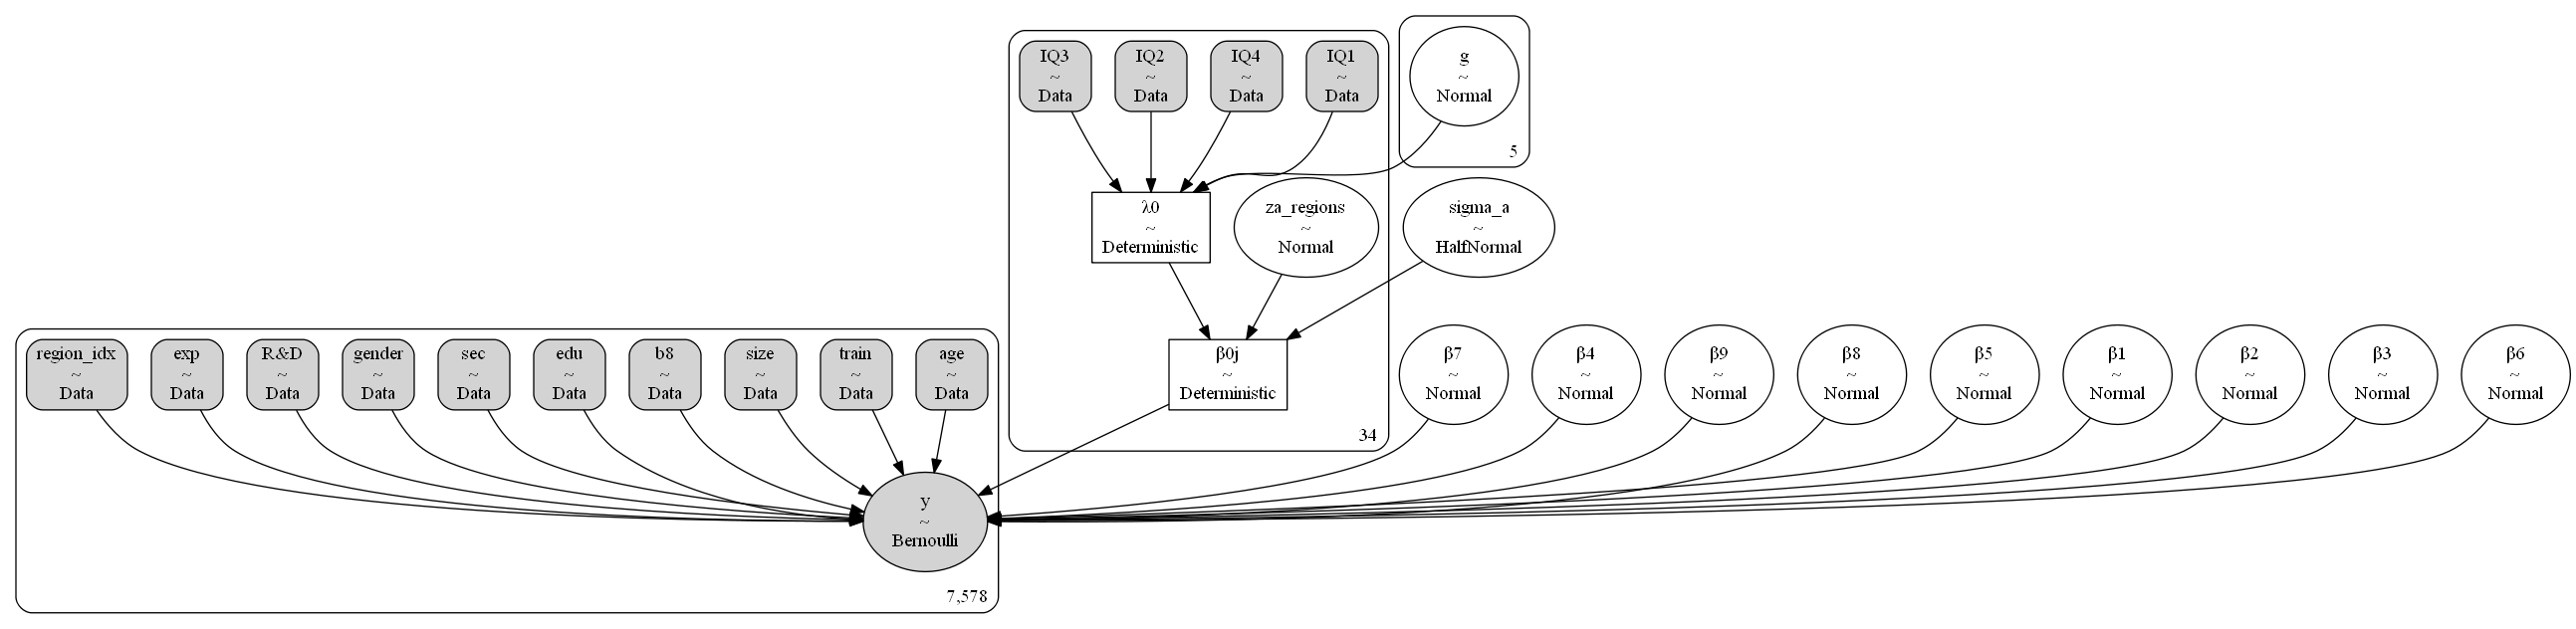 IQ3
~
Data
IQ2
~
Data
IQ4
~
Data
IQ1
~
Data
g
~
Normal
5
λ0
~
Deterministic
za_regions
~
Normal
sigma_a
~
HalfNormal
region_idx
~
Data
exp
~
Data
R&D
~
Data
gender
~
Data
sec
~
Data
edu
~
Data
b8
~
Data
size
~
Data
train
~
Data
age
~
Data
β0j
~
Deterministic
34
β7
~
Normal
β4
~
Normal
β9
~
Normal
β8
~
Normal
β5
~
Normal
β1
~
Normal
β2
~
Normal
β3
~
Normal
β6
~
Normal
y
~
Bernoulli
7,578